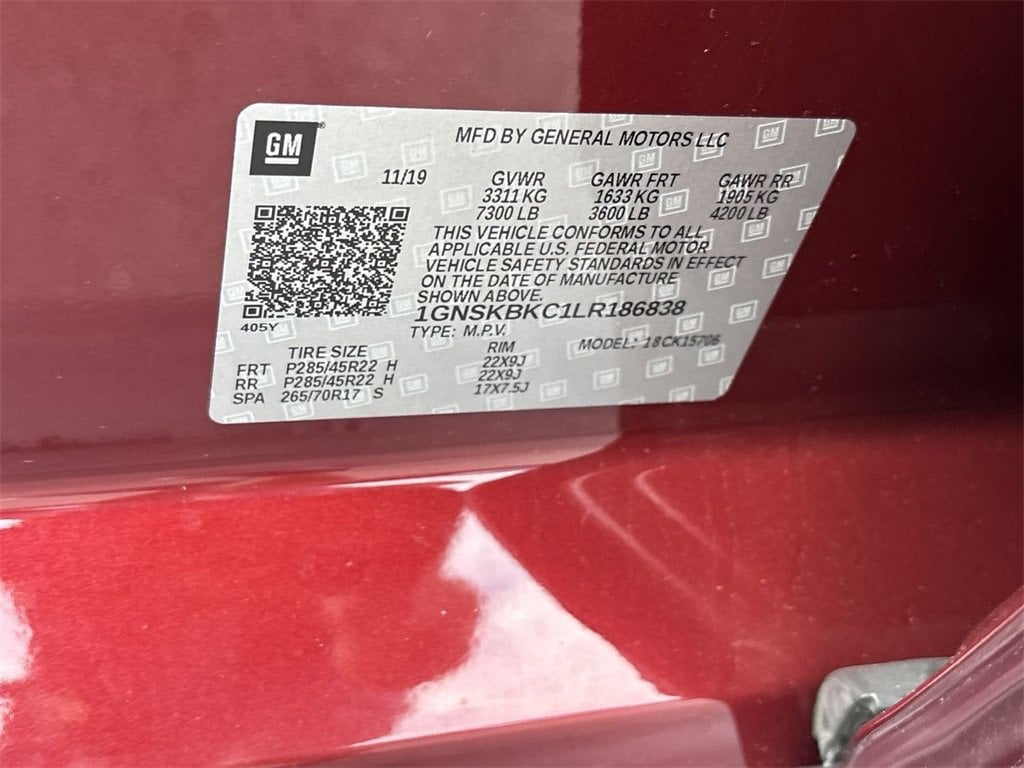 GM
MFD BY GENERAL MOTORS LLC
11/19 GVWR GAWR FRT GAWR RR
3311 KG 1633 KG 1905 KG
7300 LB 3600 LB 4200 LB
THIS VEHICLE CONFORMS TO ALL
APPLICABLE U.S. FEDERAL MOTOR
VEHICLE SAFETY STANDARDS IN EFFECT
ON THE DATE OF MANUFACTURE
SHOWN ABOVE.
1GNSKBKC1LR186838
405Y
TYPE: M.P.V. MODEL: 18CK15706
TIRE SIZE RIM
FRT P285/45R22 H 22X9J
RR P285/45R22 H 22X9J
SPA 265/70R17 S 17X7.5J